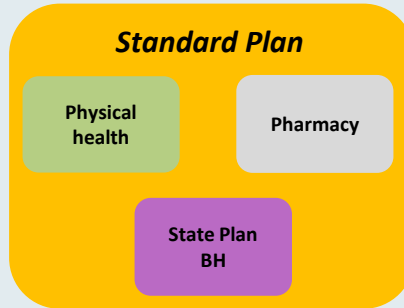 Standard Plan
Physical
health
Pharmacy
State Plan
BH